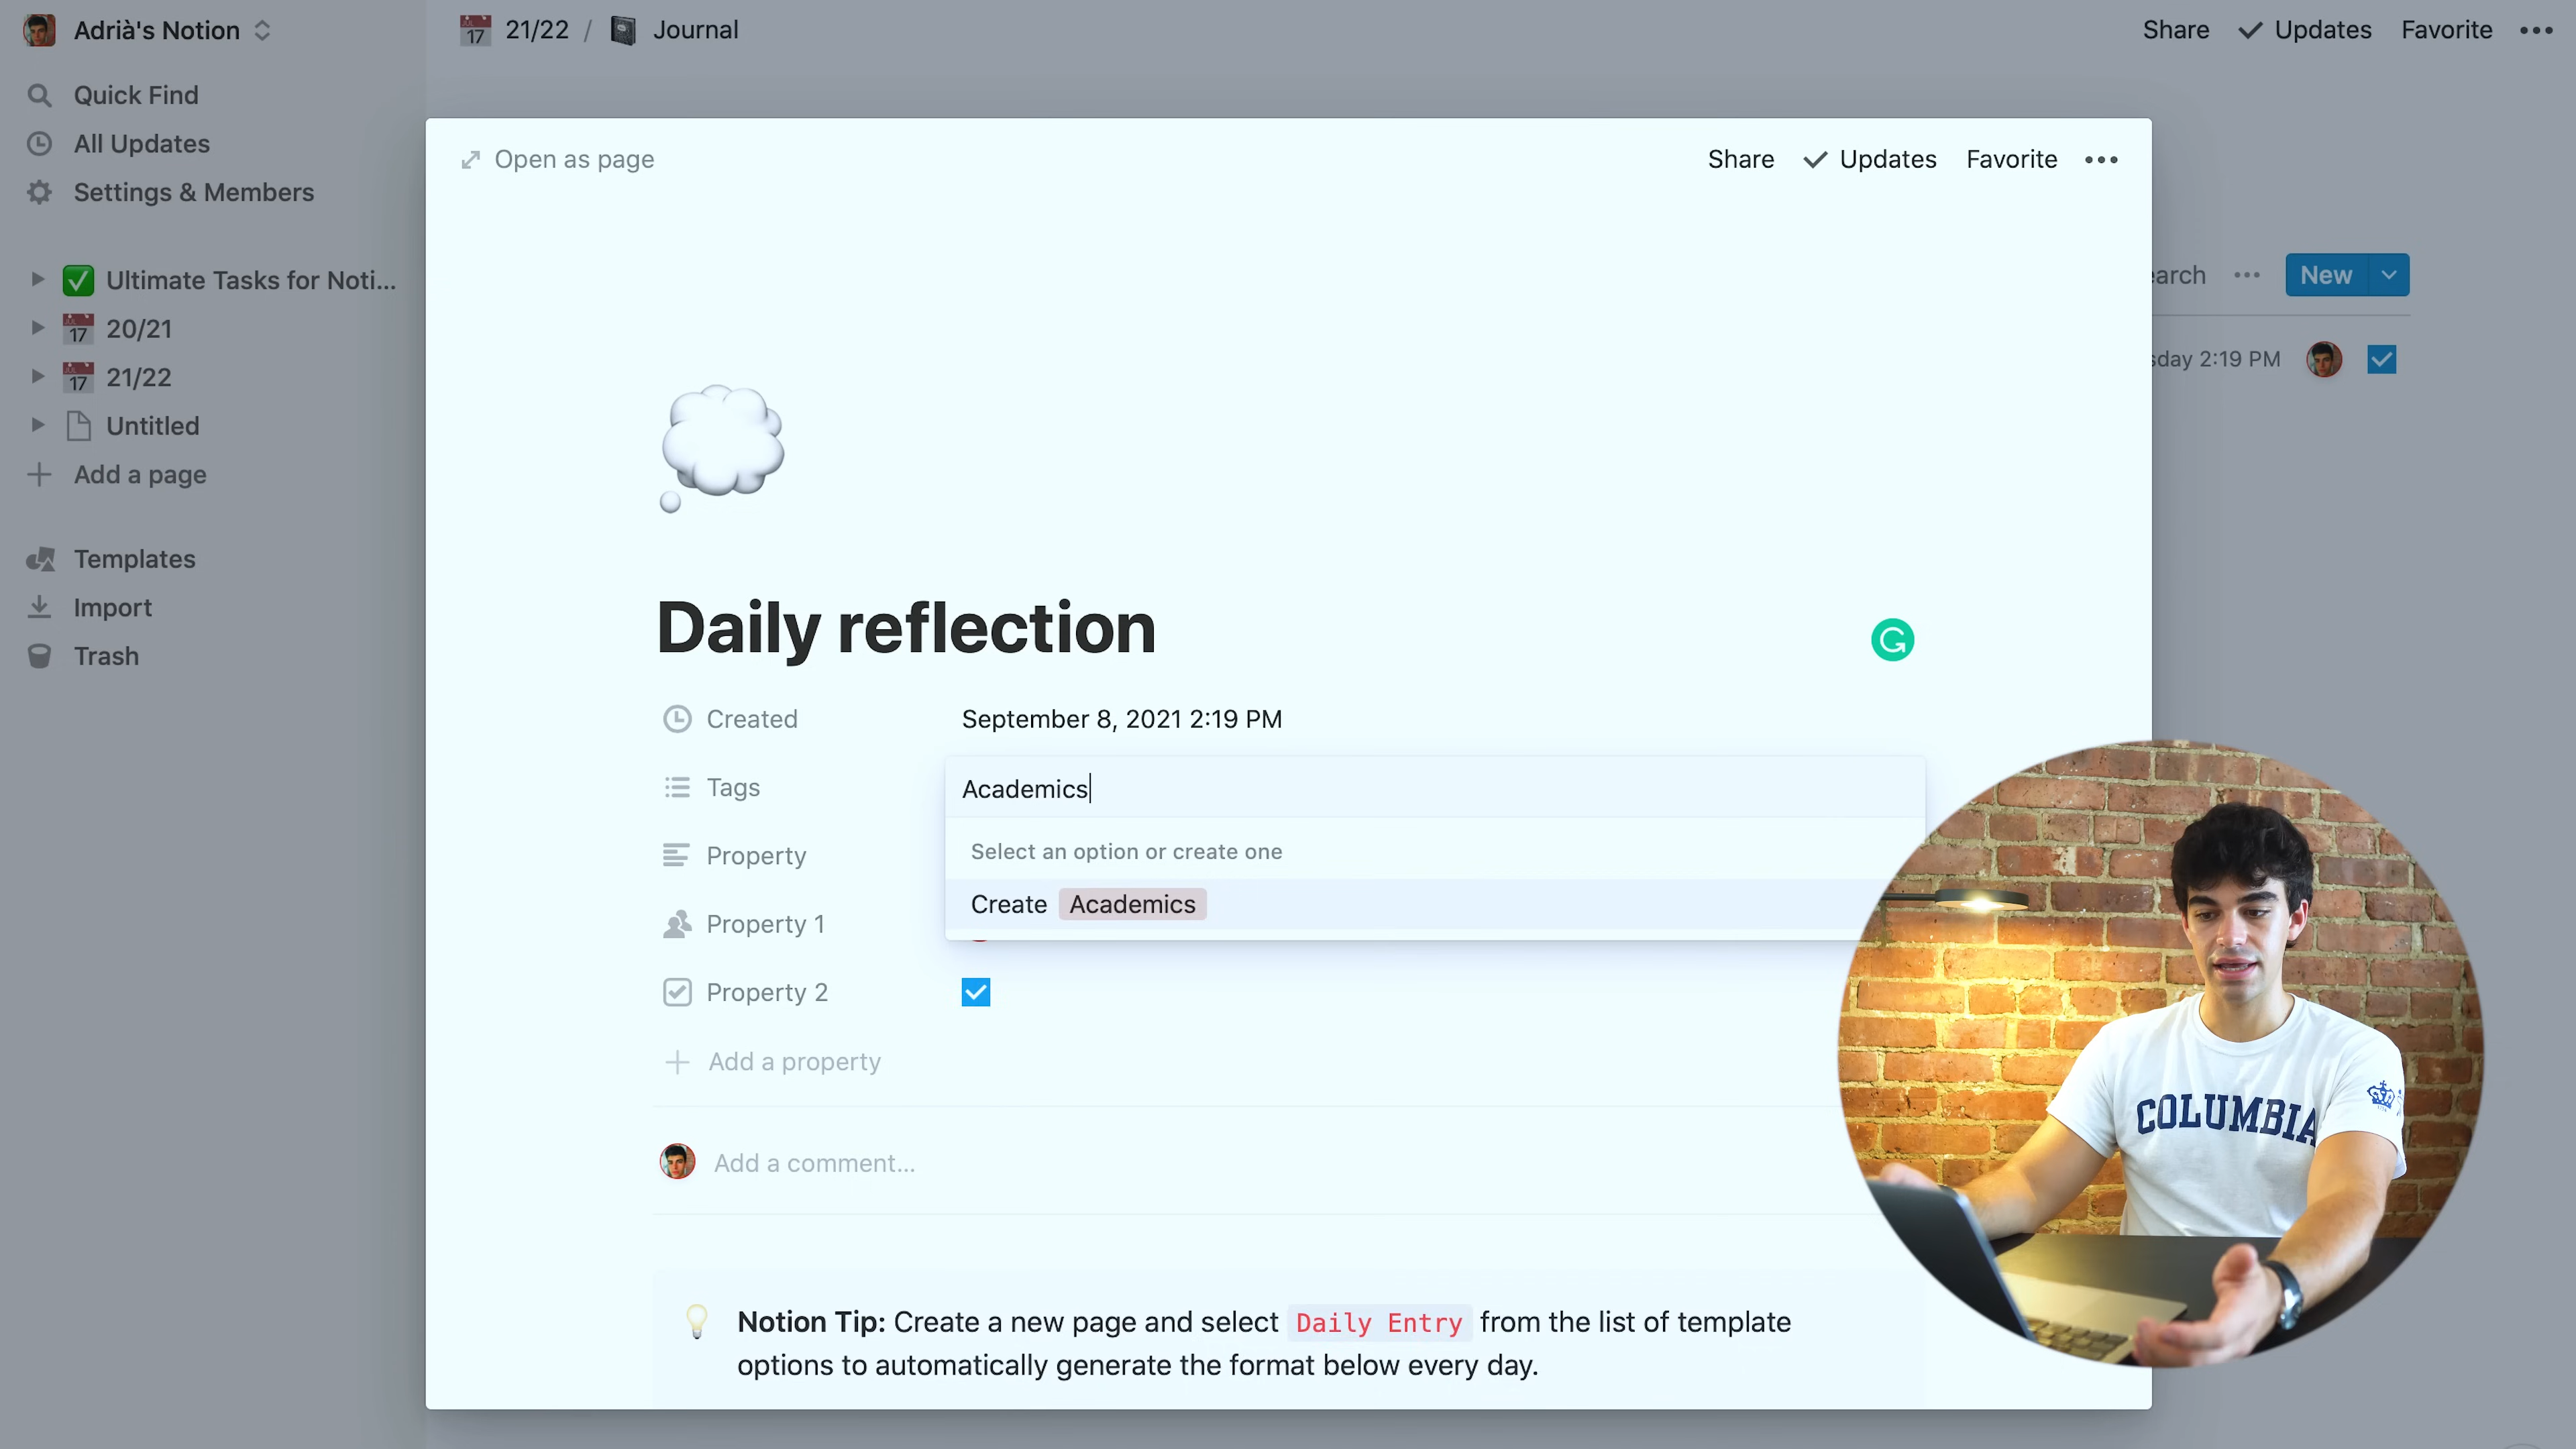 Adrià's Notion
21/22 / Journal
Share Updates Favorite
Quick Find
All Updates
Settings & Members
Ultimate Tasks for Noti...
20/21
21/22
Untitled
Add a page
Templates
Import
Trash
Open as page
Share Updates Favorite
earch
New
sday 2:19 PM
Daily reflection
Created September 8, 2021 2:19 PM
Tags Academics
Select an option or create one
Create Academics
Property
Property 1
Property 2
Add a property
Add a comment...
Notion Tip: Create a new page and select Daily Entry from the list of template
options to automatically generate the format below every day.
COLUMBIA